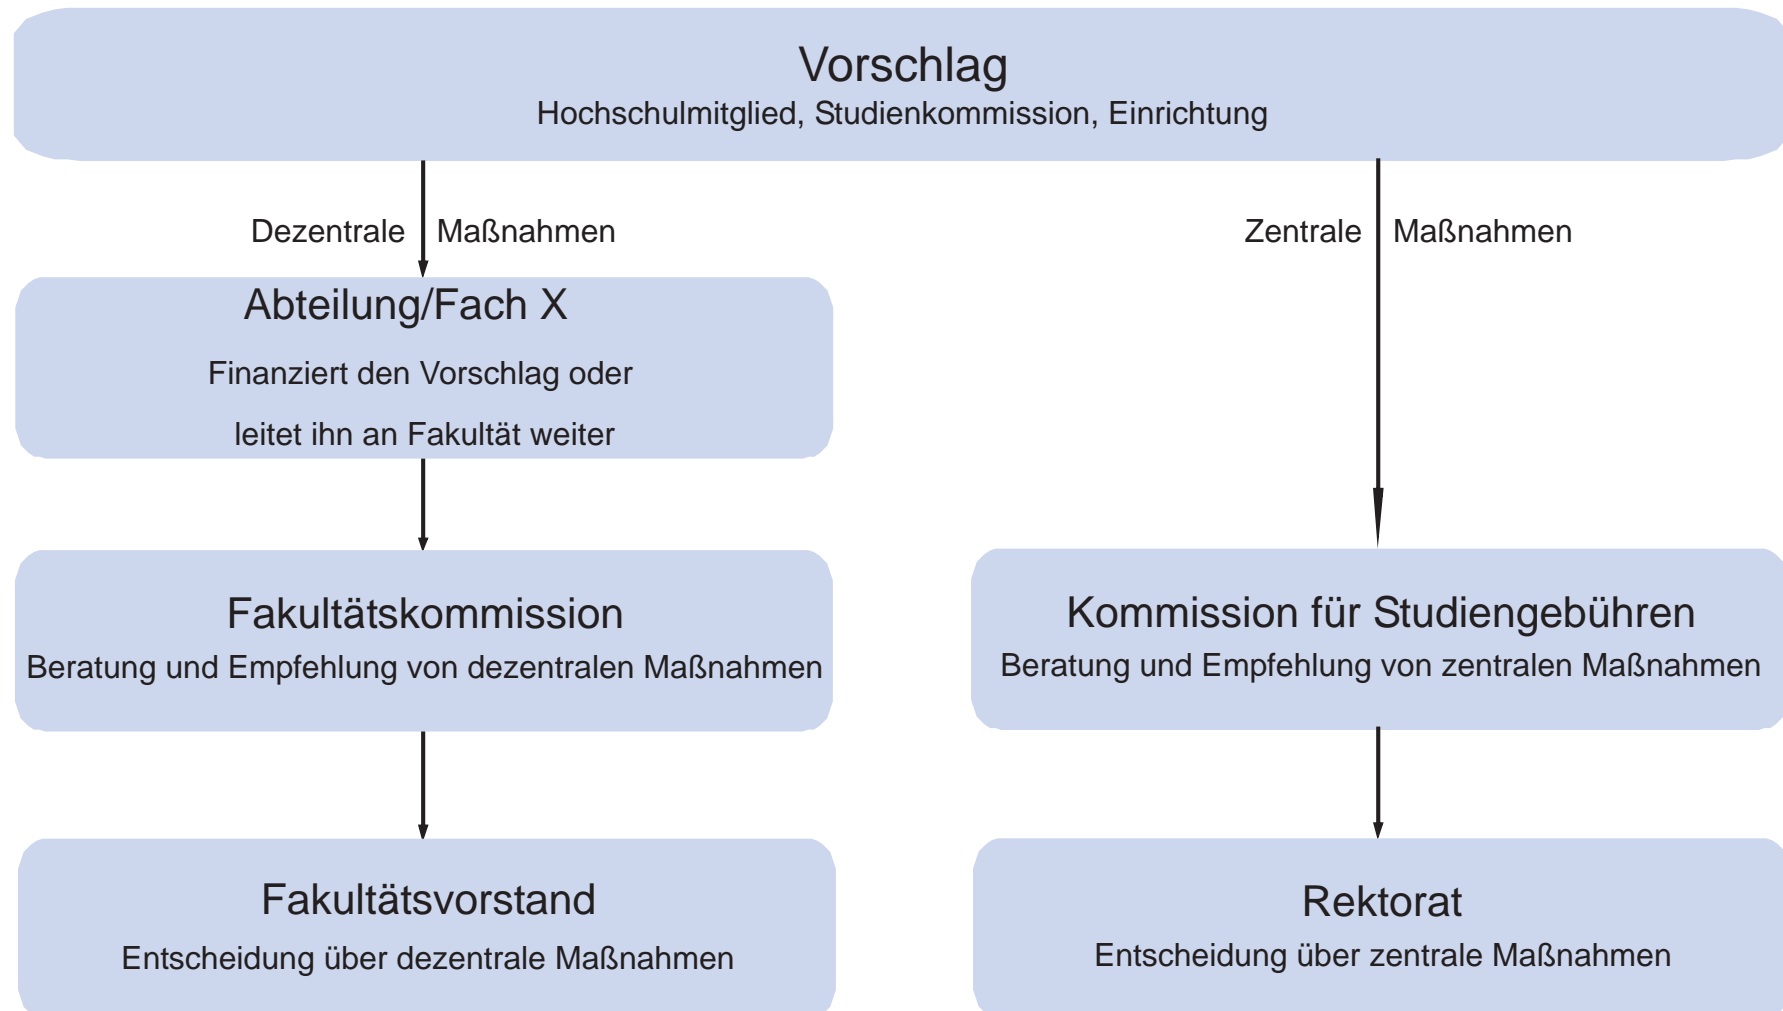 Vorschlag
Hochschulmitglied, Studienkommission, Einrichtung
Dezentrale Maßnahmen
Zentrale Maßnahmen
Abteilung/Fach X
Finanziert den Vorschlag oder
leitet ihn an Fakultät weiter
Fakultätskommission
Beratung und Empfehlung von dezentralen Maßnahmen
Kommission für Studiengebühren
Beratung und Empfehlung von zentralen Maßnahmen
Fakultätsvorstand
Entscheidung über dezentrale Maßnahmen
Rektorat
Entscheidung über zentrale Maßnahmen